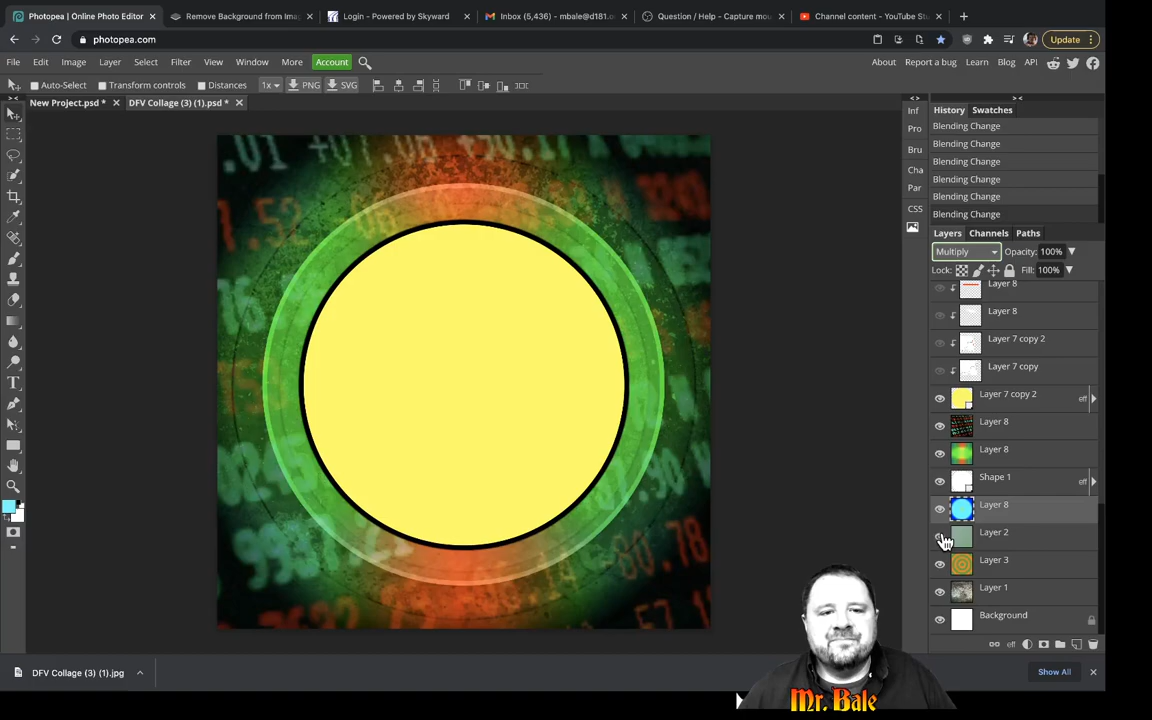 Photopea | Online Photo Editor
Remove Background from Imag
Login - Powered by Skyward
Inbox (5,436) - mbale@d181.o
Question / Help - Capture mou
Channel content - YouTube Stu
photopea.com
Update
File Edit Image Layer Select Filter View Window More Account
About Report a bug Learn Blog API
Auto-Select Transform controls Distances 1x PNG SVG
New Project.psd * DFV Collage (3) (1).psd *
Inf
Pro
Bru
Cha
Par
CSS
History Swatches
Blending Change
Blending Change
Blending Change
Blending Change
Blending Change
Blending Change
Layers Channels Paths
Multiply Opacity: 100%
Lock: Fill: 100%
Layer 8
Layer 8
Layer 7 copy 2
Layer 7 copy
Layer 7 copy 2 eff
Layer 8
Layer 8
Shape 1 eff
Layer 8
Layer 2
Layer 3
Layer 1
Background
eff
DFV Collage (3) (1).jpg
Show All
Mr. Bale